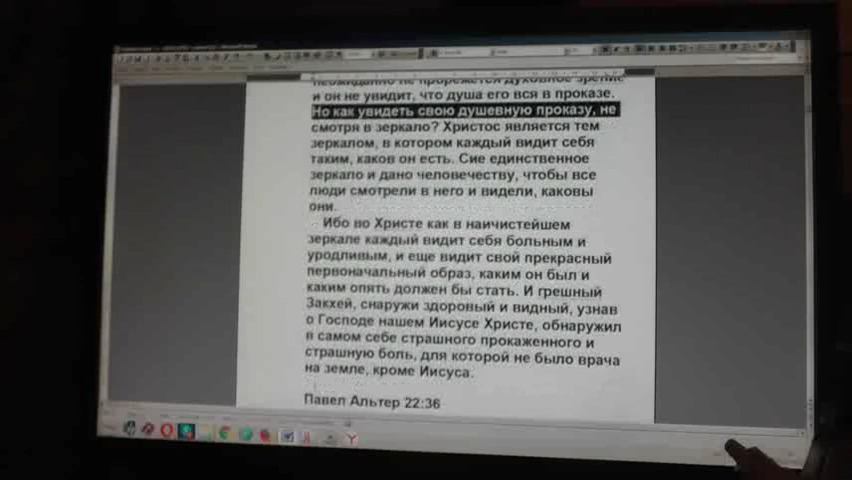 неожиданно не прорежется духовное зрение
и он не увидит, что душа его вся в проказе.
Но как увидеть свою душевную проказу, не
смотря в зеркало? Христос является тем
зеркалом, в котором каждый видит себя
таким, каков он есть. Сие единственное
зеркало и дано человечеству, чтобы все
люди смотрели в него и видели, каковы
они.
Ибо во Христе как в наичистейшем
зеркале каждый видит себя больным и
уродливым, и еще видит свой прекрасный
первоначальный образ, каким он был и
каким опять должен бы стать. И грешный
Закхей, снаружи здоровый и видный, узнав
о Господе нашем Иисусе Христе, обнаружил
в самом себе страшного прокаженного и
страшную боль, для которой не было врача
на земле, кроме Иисуса.
Павел Альтер 22:36